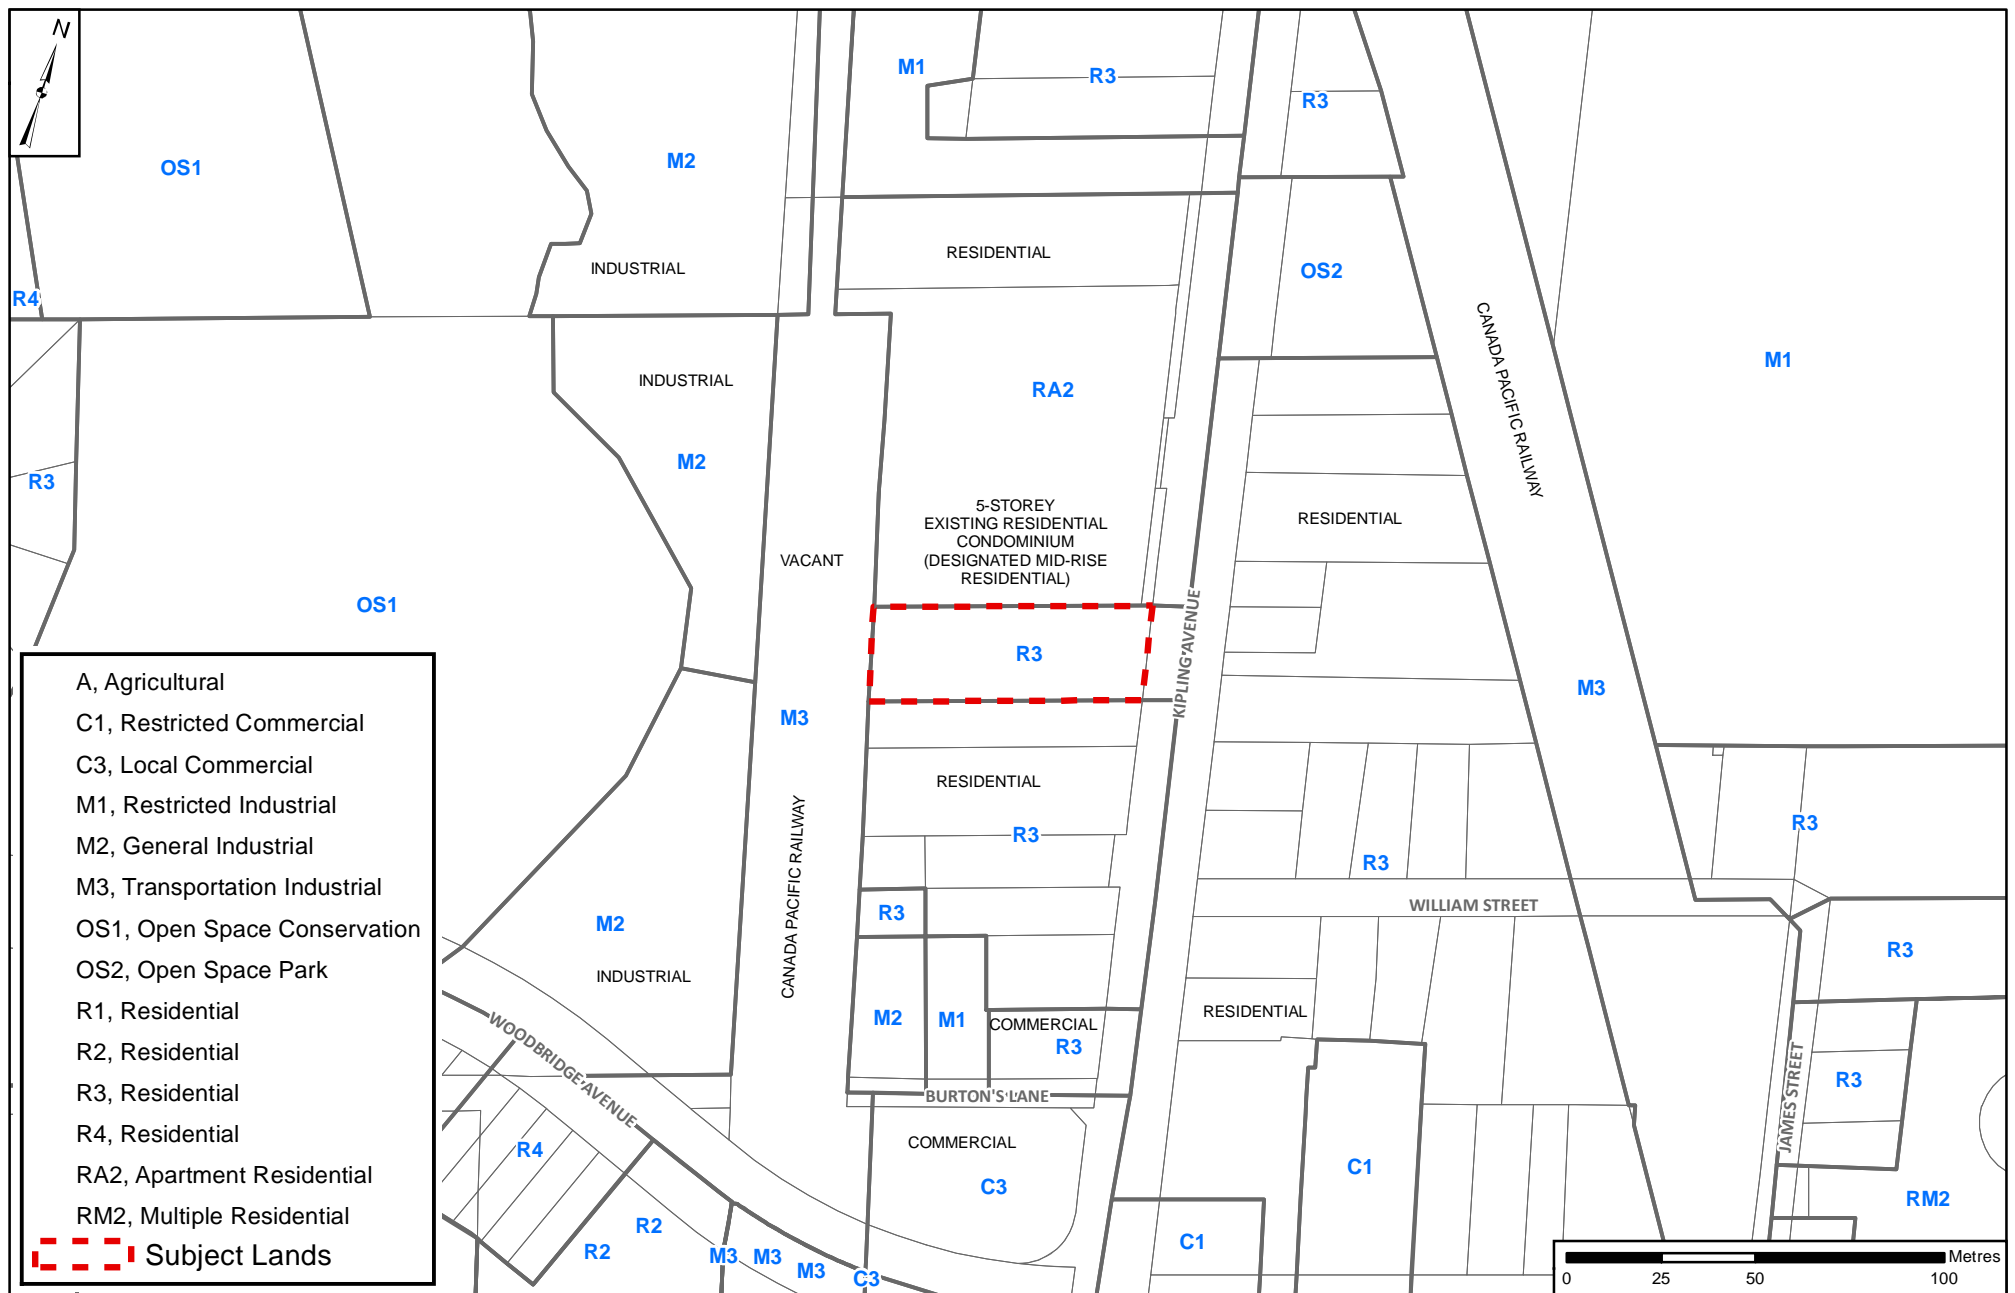 N
M1
R3
R3
OS1
M2
RESIDENTIAL
INDUSTRIAL
OS2
R4
CANADA PACIFIC RAILWAY
M1
INDUSTRIAL
RA2
M2
R3
5-STOREY
EXISTING RESIDENTIAL
CONDOMINIUM
(DESIGNATED MID-RISE
RESIDENTIAL)
RESIDENTIAL
VACANT
OS1
KIPLING AVENUE
R3
M3
M3
RESIDENTIAL
R3
R3
R3
CANADA PACIFIC RAILWAY
R3
WILLIAM STREET
M2
R3
INDUSTRIAL
M2
M1
COMMERCIAL
R3
RESIDENTIAL
WOODBRIDGE AVENUE
BURTON'S LANE
JAMES STREET
R3
R4
COMMERCIAL
C3
C1
RM2
R2
R2
M3
M3
M3
C3
C1
A, Agricultural
C1, Restricted Commercial
C3, Local Commercial
M1, Restricted Industrial
M2, General Industrial
M3, Transportation Industrial
OS1, Open Space Conservation
OS2, Open Space Park
R1, Residential
R2, Residential
R3, Residential
R4, Residential
RA2, Apartment Residential
RM2, Multiple Residential
Subject Lands
Metres
0 25 50 100